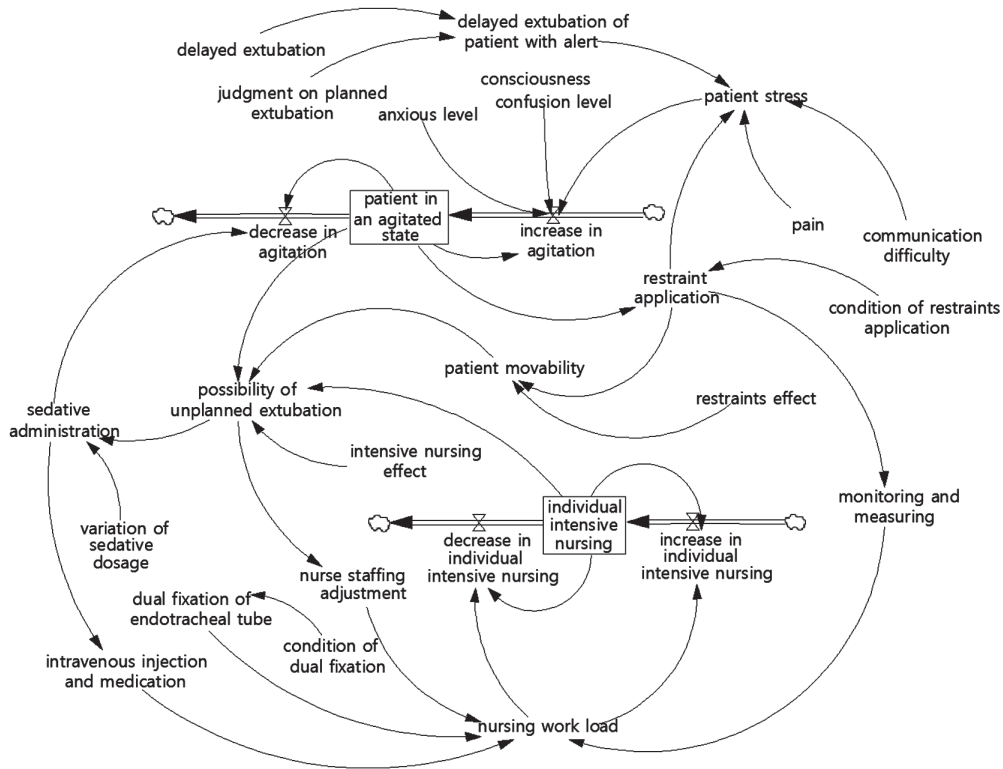 delayed extubation
delayed extubation of
patient with alert
judgment on planned
extubation
anxious level
consciousness
confusion level
patient stress
patient in
an agitated
state
decrease in
agitation
increase in
agitation
pain
communication
difficulty
restraint
application
condition of restraints
application
patient movability
restraints effect
possibility of
unplanned extubation
sedative
administration
intensive nursing
effect
variation of
sedative
dosage
individual
intensive
nursing
decrease in
individual
intensive nursing
increase in
individual
intensive nursing
monitoring and
measuring
nurse staffing
adjustment
dual fixation of
endotracheal tube
condition of
dual fixation
intravenous injection
and medication
nursing work load